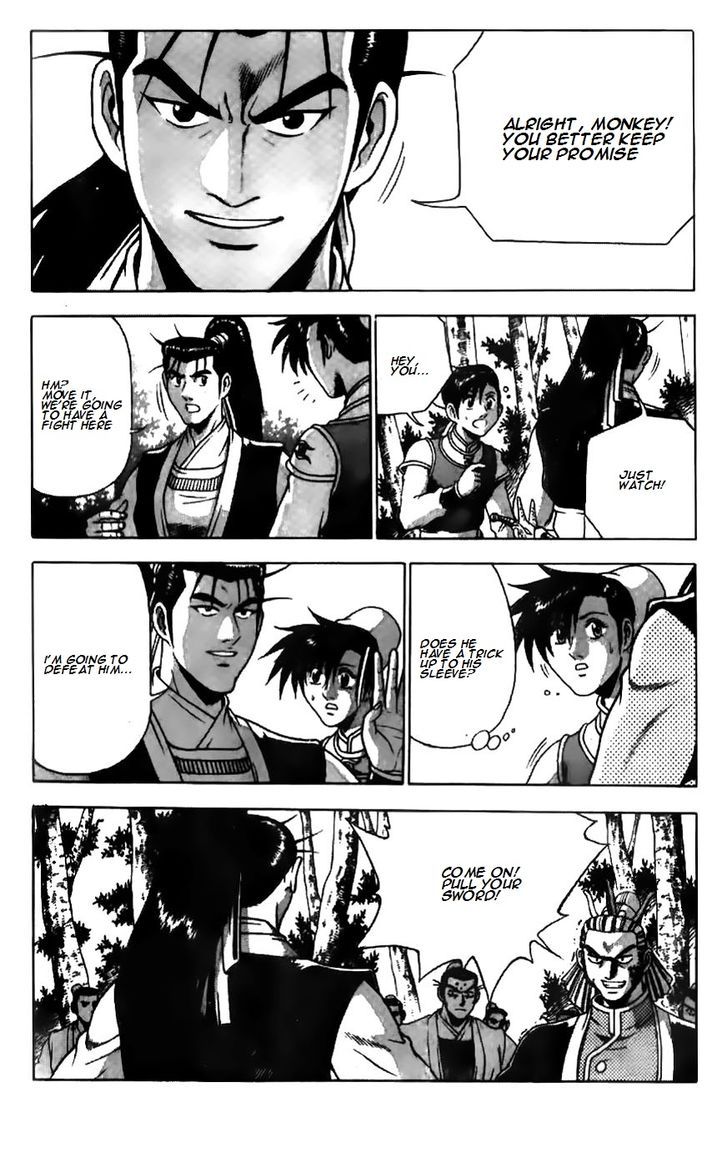 ALRIGHT, MONKEY!
YOU BETTER KEEP
YOUR PROMISE
HM?
MOVE IT,
WE'RE GOING
TO HAVE A
FIGHT HERE
HEY,
YOU...
JUST
WATCH!
I'M GOING TO
DEFEAT HIM...
DOES HE
HAVE A TRICK
UP TO HIS
SLEEVE?
COME ON!
PULL YOUR
SWORD!